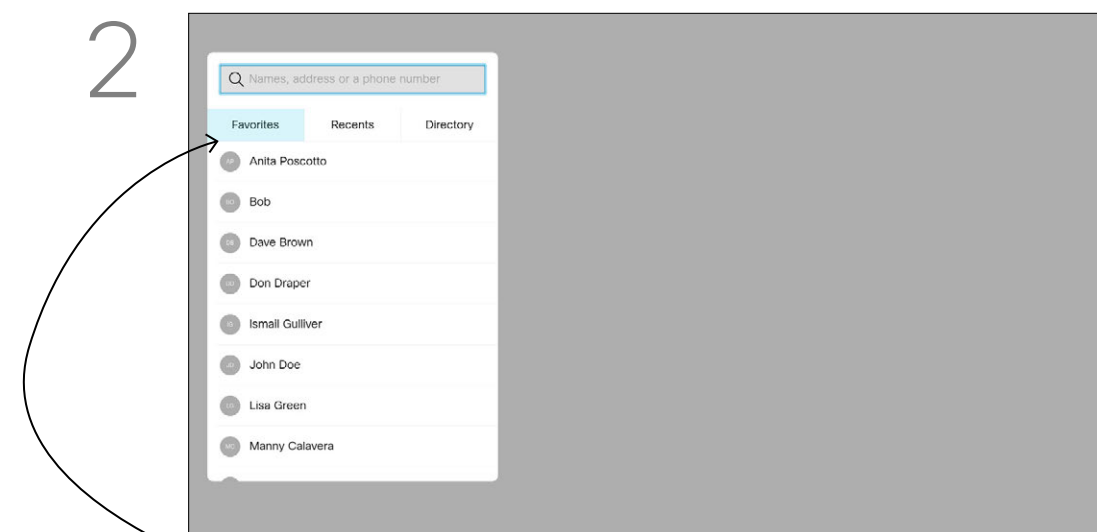 2
Names, address or a phone number
Favorites Recents Directory
Anita Poscotto
Bob
Dave Brown
Don Draper
Ismail Gulliver
John Doe
Lisa Green
MC Manny Calavera